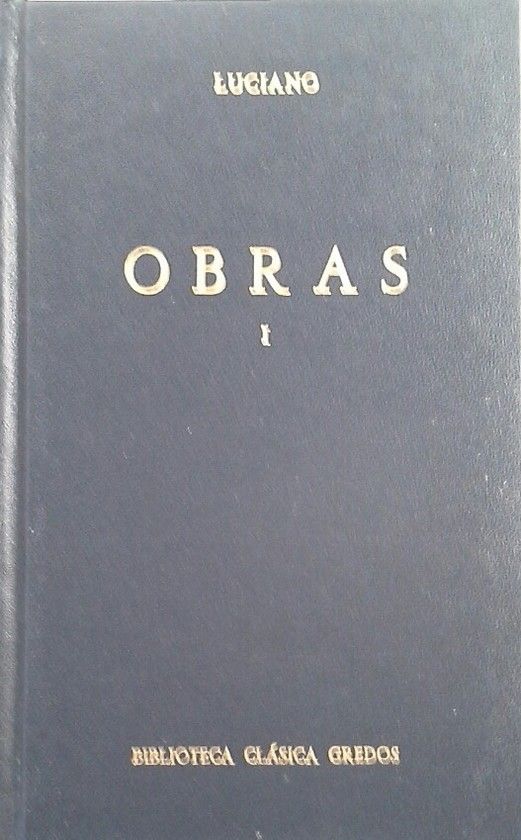 LUCIANO
OBRAS
I
BIBLIOTECA CLÁSICA GREDOS